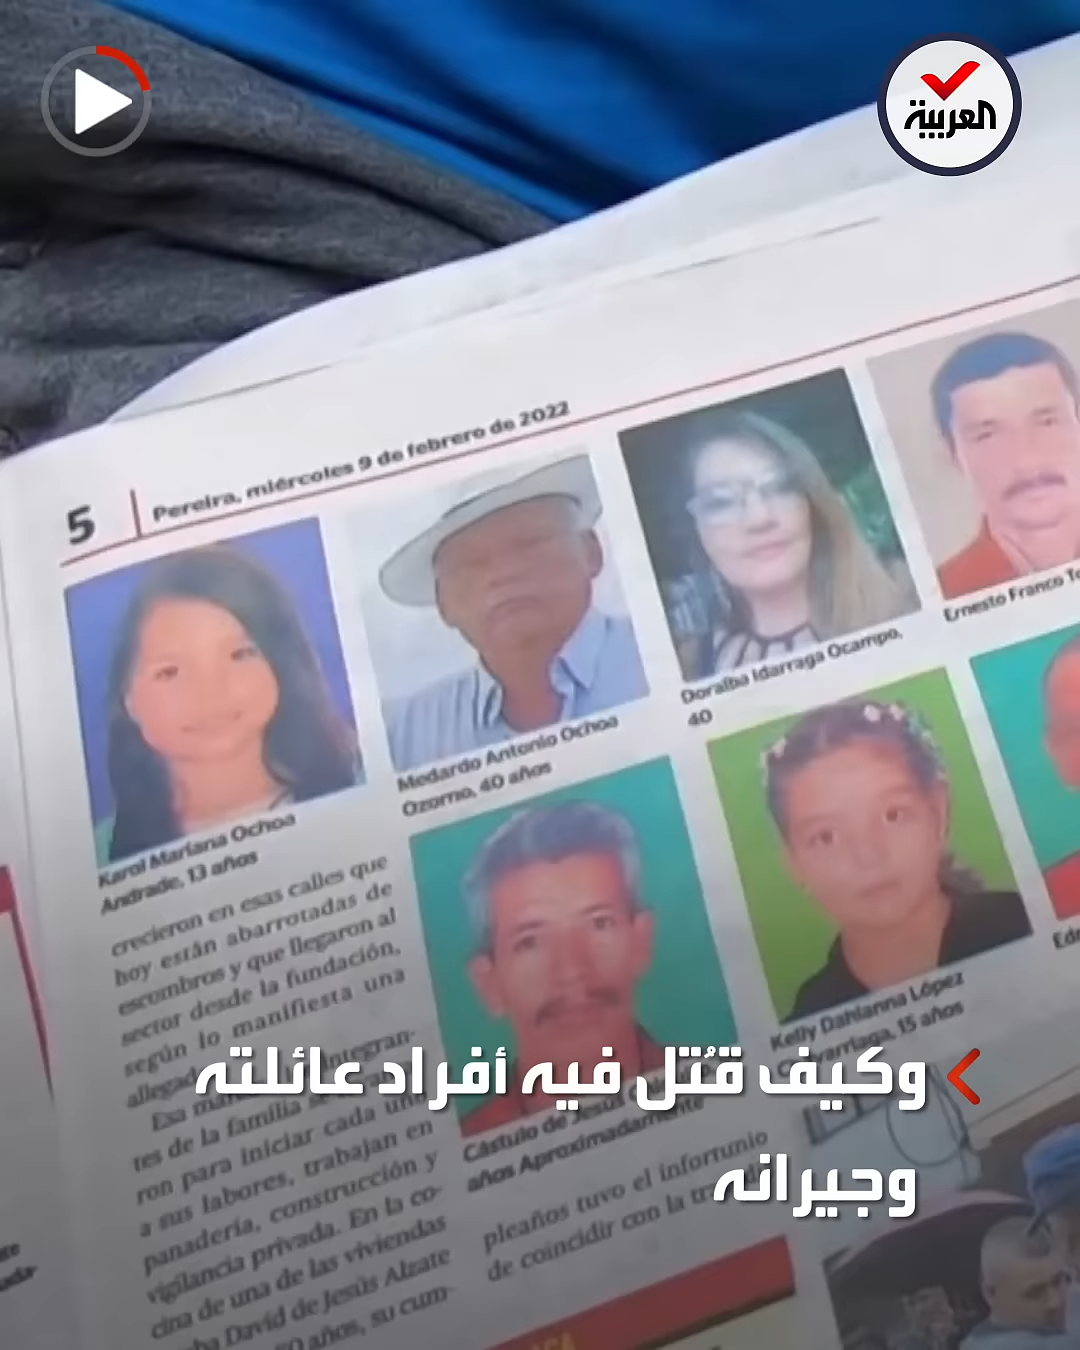 العربية
5
Pereira, miércoles 9 de febrero de 2022
Karol Mariana Ochoa
Andrade, 13 años
Medardo Antonio Ochoa
Ozorno, 40 años
Doralba Idarraga Ocampo,
40
Ernesto Franco
Kelly Dahianna López
15 años
Cástulo de Jesús
años Aproximadamente
crecieron en esas calles que
hoy están abarrotadas de
escombros y que llegaron al
sector desde la fundación,
según lo manifiesta una
Esa
tes de la familia
ron para iniciar cada
a sus labores, trabajan en
panadería, construcción y
vigilancia privada. En la co-
cina de una de las viviendas
David de Jesús Alzate
años, su cum-
pleaños tuvo el infortunio
de coincidir con la
وكيف قُتل فيه أفراد عائلته
وجيرانه